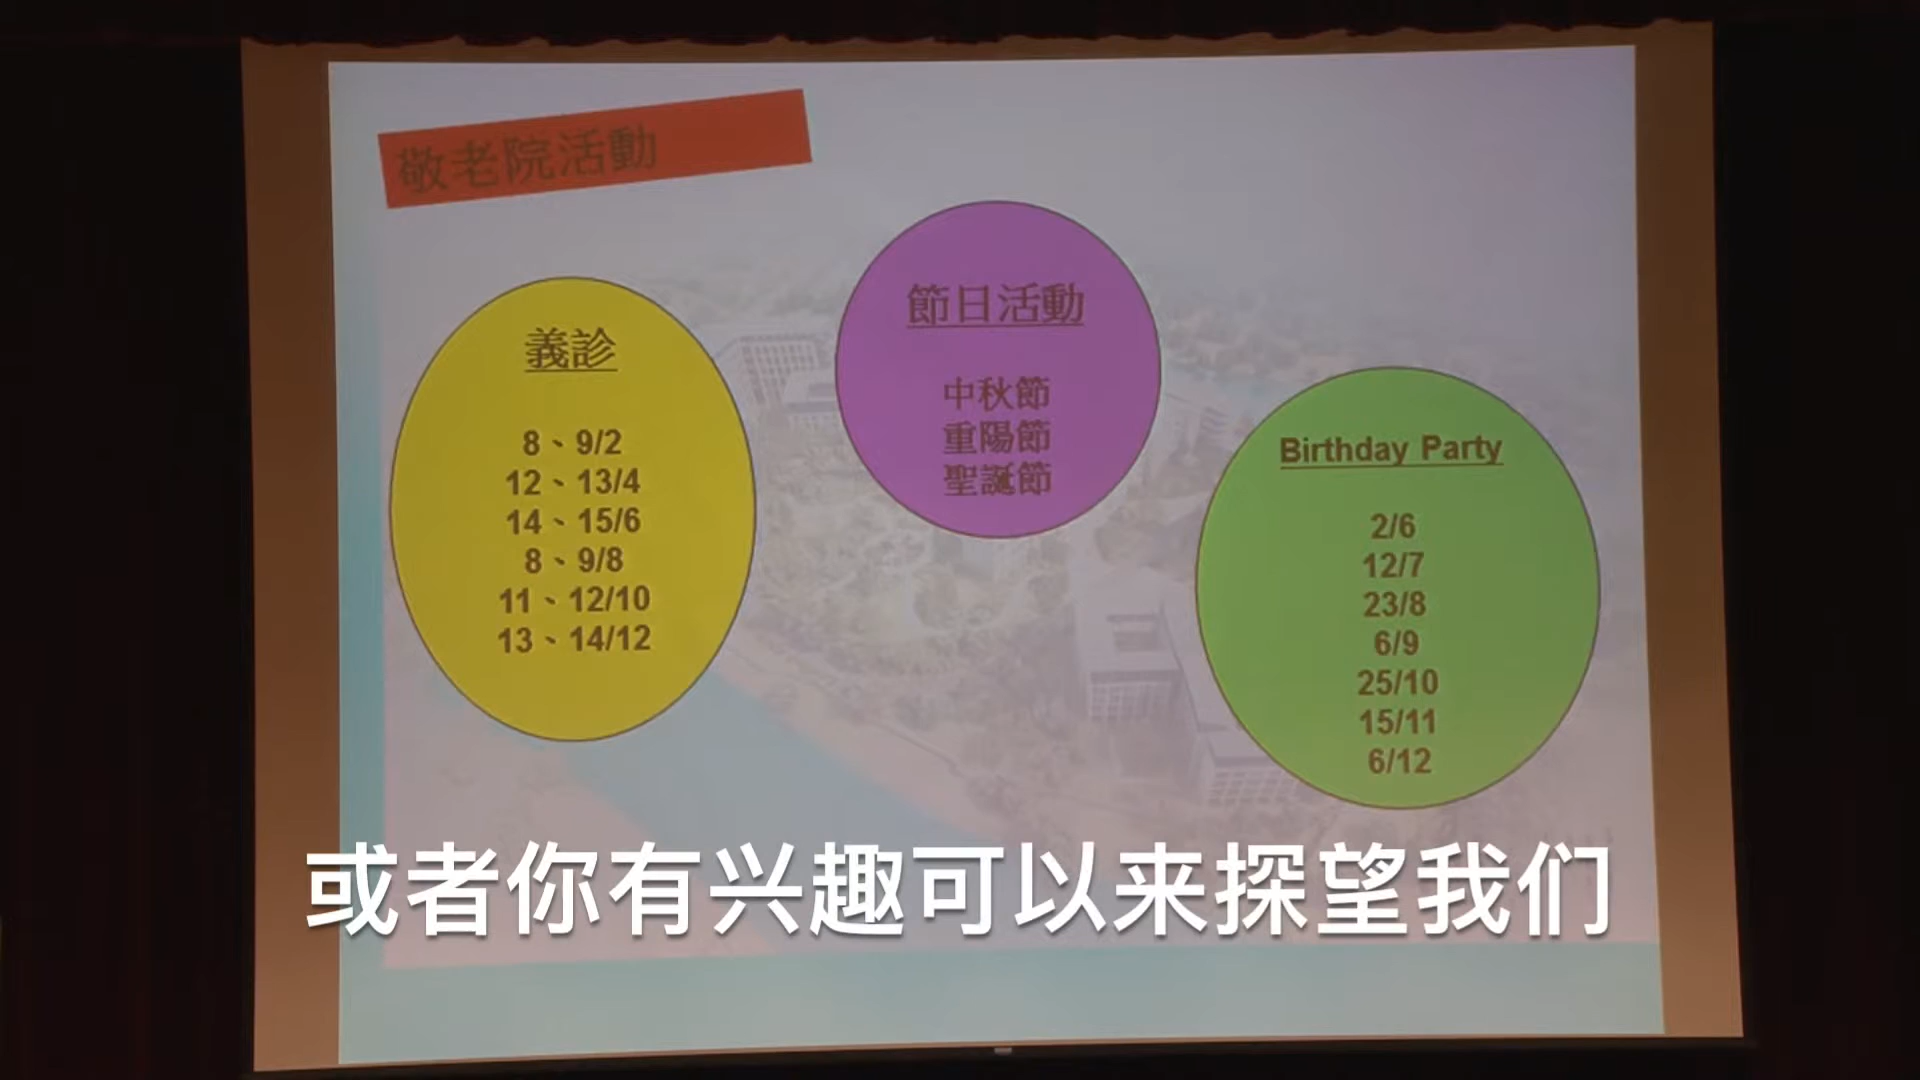 敬老院活動
義診
8、9/2
12、13/4
14、15/6
8、9/8
11、12/10
13、14/12
節日活動
中秋節
重陽節
聖誕節
Birthday Party
2/6
12/7
23/8
6/9
25/10
15/11
6/12
或者你有兴趣可以来探望我们